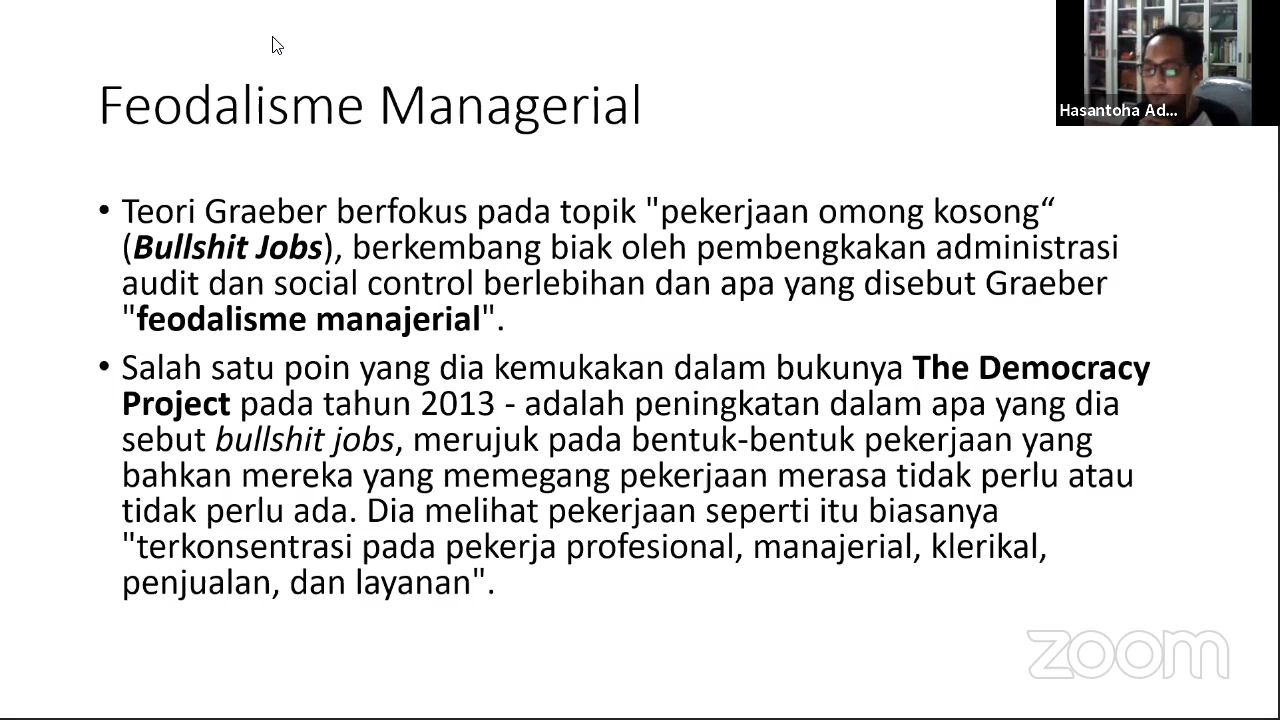 Feodalisme Managerial
Hasantoha Ad...
• Teori Graeber berfokus pada topik "pekerjaan omong kosong“
(Bullshit Jobs), berkembang biak oleh pembengkakan administrasi
audit dan social control berlebihan dan apa yang disebut Graeber
"feodalisme manajerial".
• Salah satu poin yang dia kemukakan dalam bukunya The Democracy
Project pada tahun 2013 - adalah peningkatan dalam apa yang dia
sebut bullshit jobs, merujuk pada bentuk-bentuk pekerjaan yang
bahkan mereka yang memegang pekerjaan merasa tidak perlu atau
tidak perlu ada. Dia melihat pekerjaan seperti itu biasanya
"terkonsentrasi pada pekerja profesional, manajerial, klerikal,
penjualan, dan layanan".
zoom